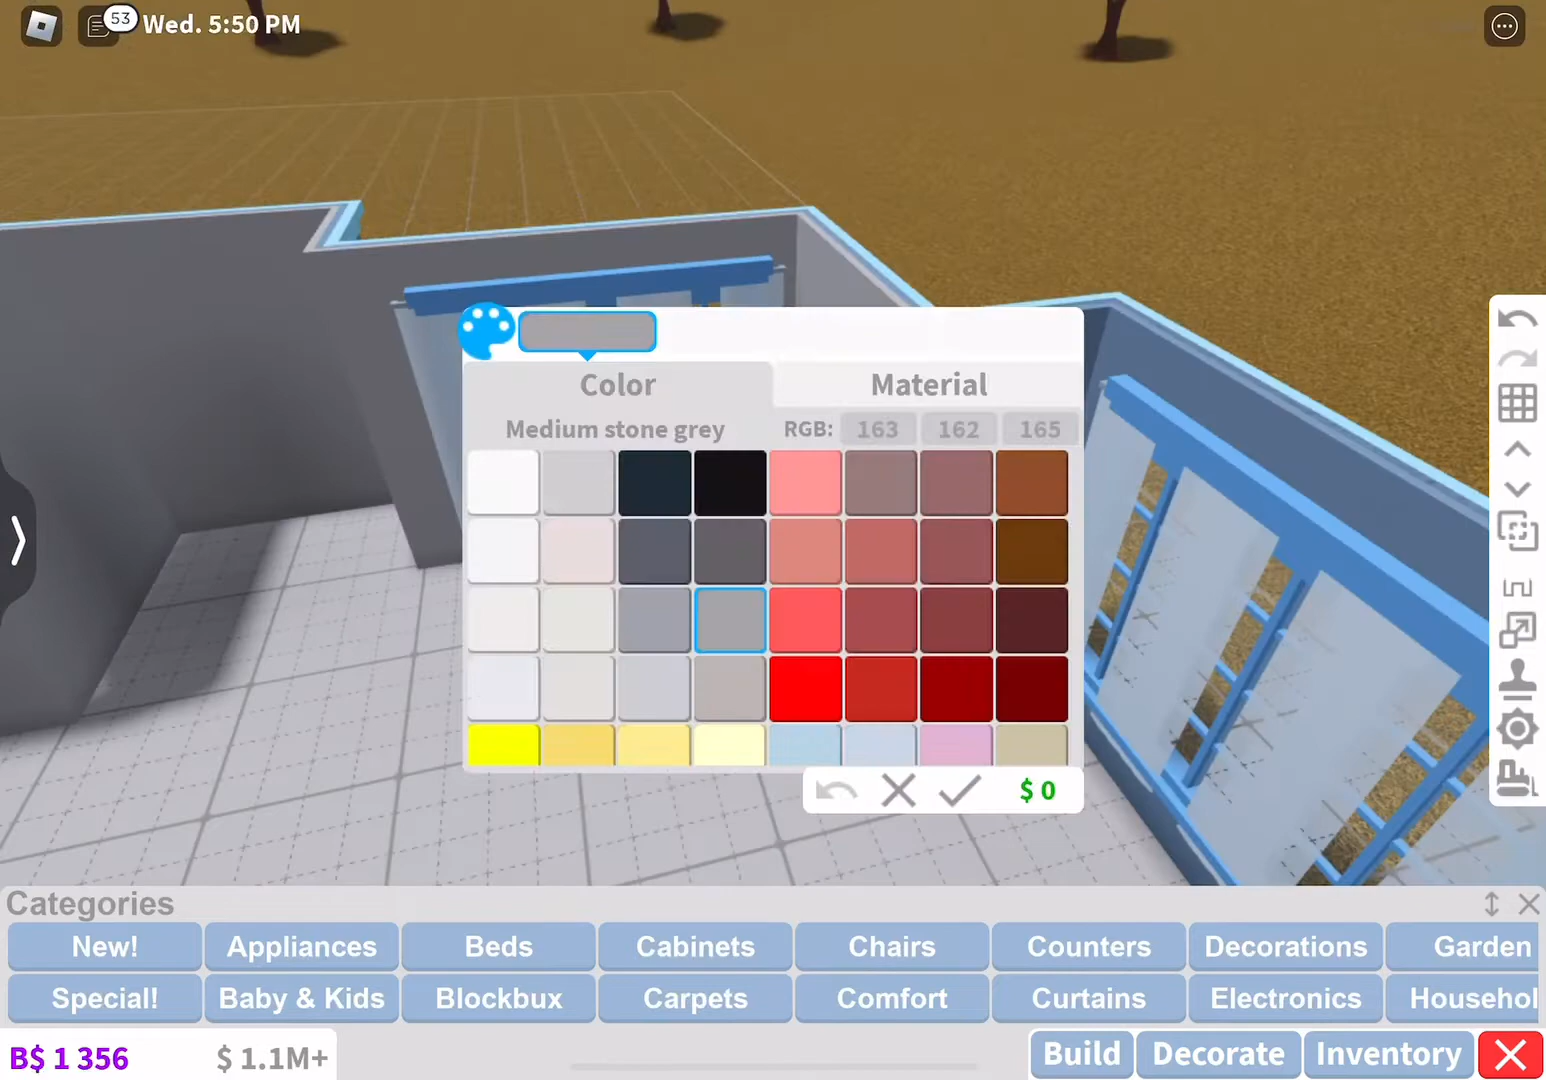 53 Wed. 5:50 PM
Color Material
Medium stone grey RGB: 163 162 165
$ 0
Categories
New! Appliances Beds Cabinets Chairs Counters Decorations Garden
Special! Baby & Kids Blockbux Carpets Comfort Curtains Electronics Househol
B$ 1 356 $ 1.1M+ Build Decorate Inventory